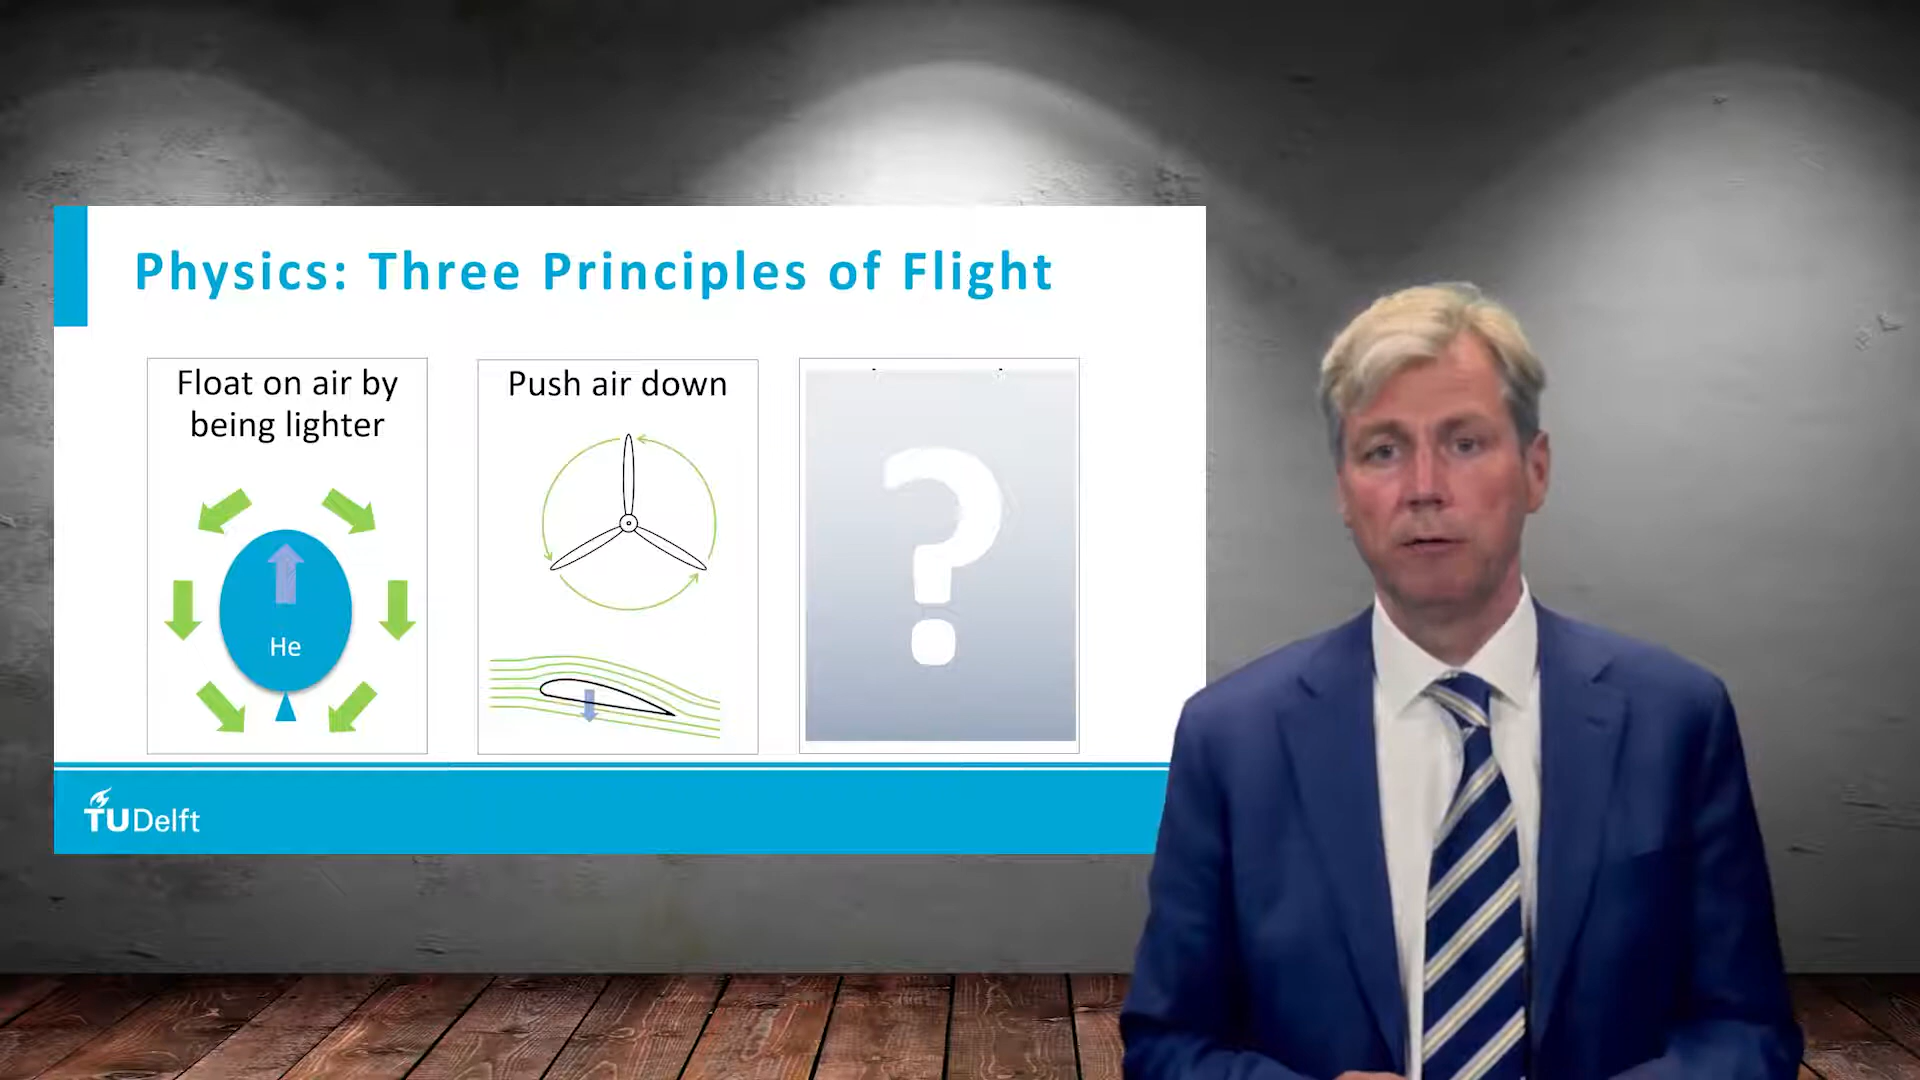 Physics: Three Principles of Flight
Float on air by
being lighter
He
Push air down
?
TUDelft